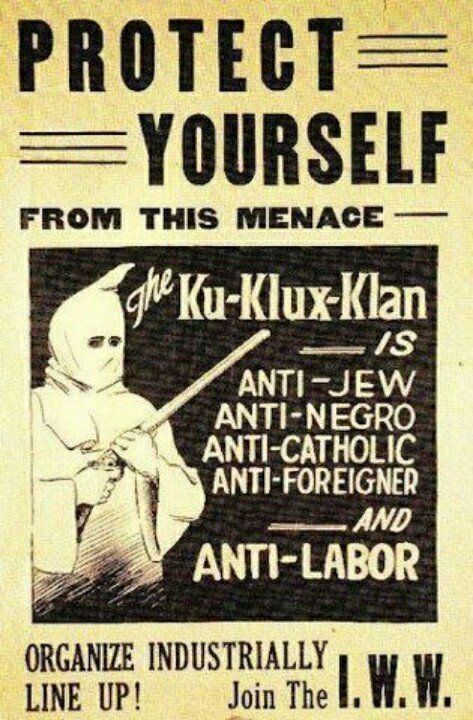 PROTECT
YOURSELF
FROM THIS MENACE
The Ku-Klux-Klan
IS
ANTI-JEW
ANTI-NEGRO
ANTI-CATHOLIC
ANTI-FOREIGNER
AND
ANTI-LABOR
ORGANIZE INDUSTRIALLY
LINE UP! Join The I.W.W.